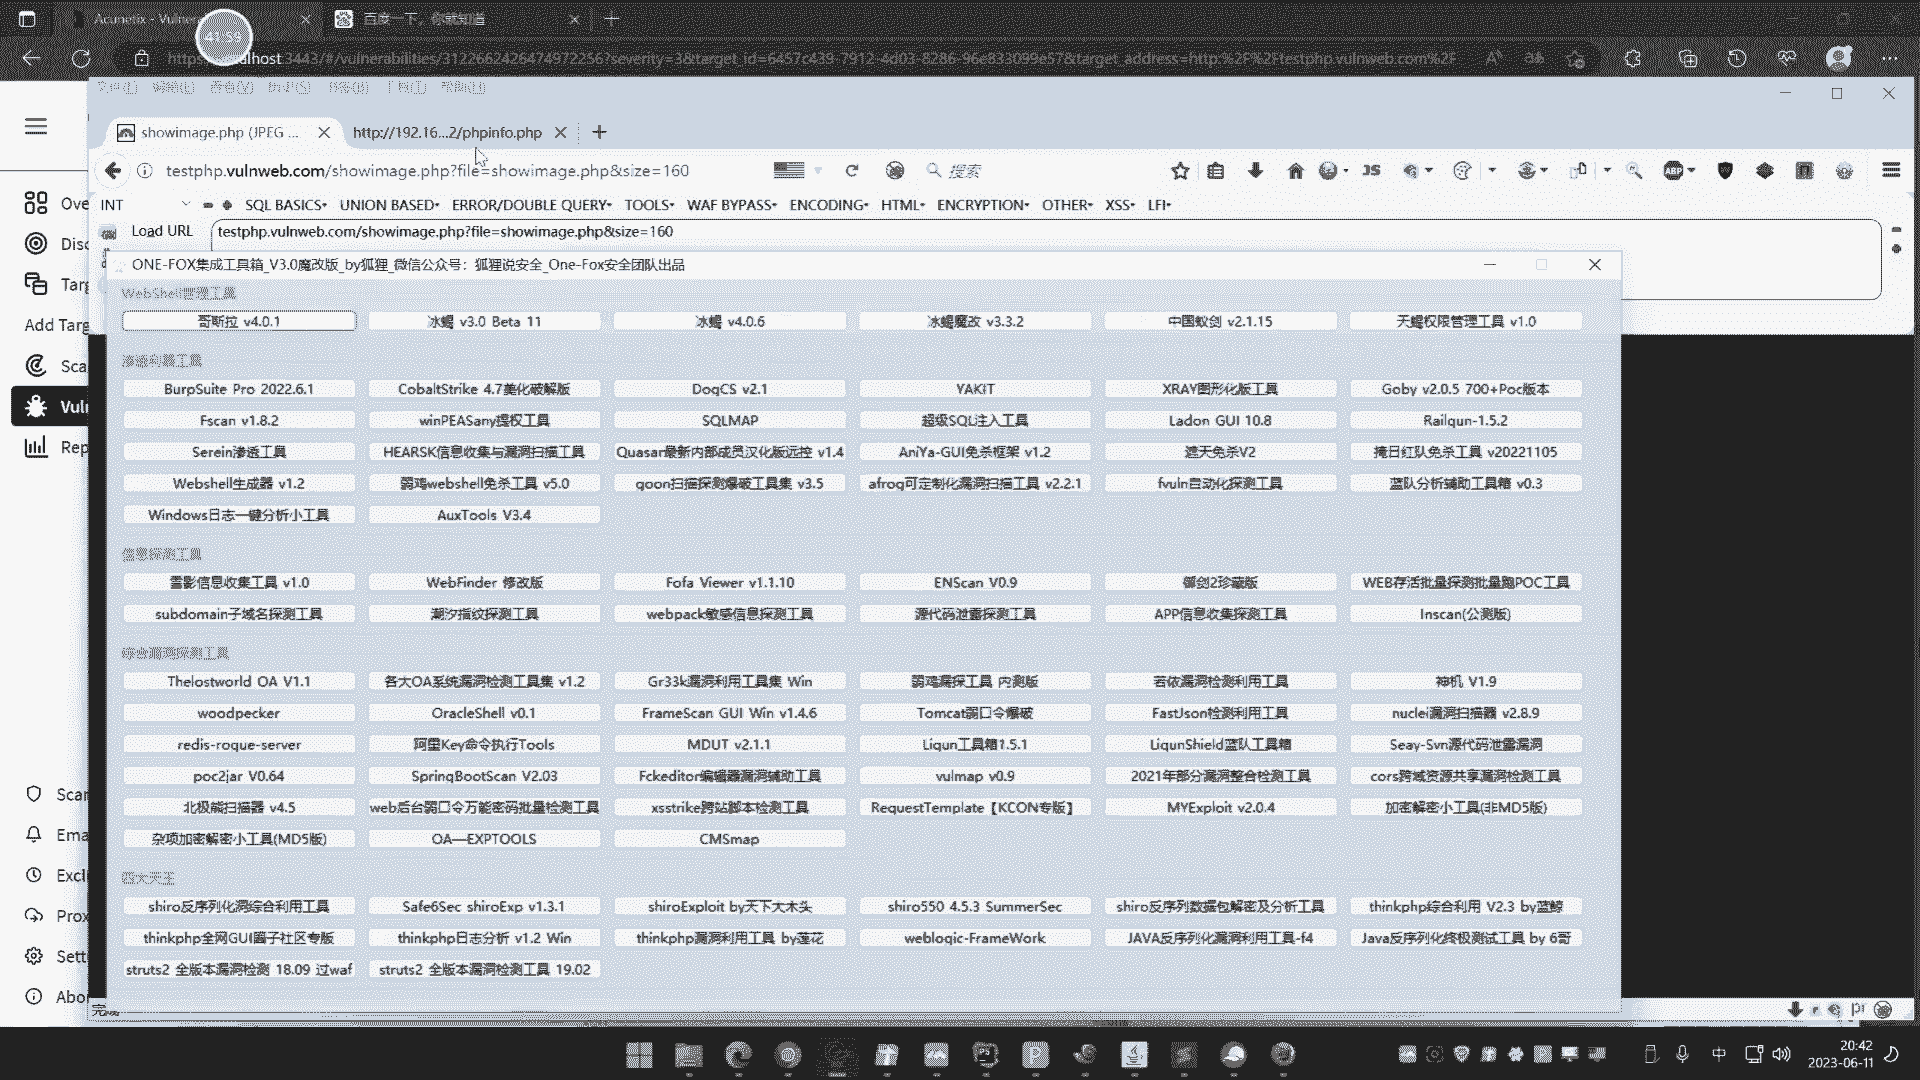 Acunetix - Vulner
百度一下，你就知道
41:59
https
lhost:3443/#/vulnerabilities/3122662426474972256?severity=3&target_id=6457c439-7912-4d03-8286-96e833099e57&target_address=http:%2F%2Ftestphp.vulnweb.com%2F
showimage.php (JPEG ...
http://192.16...2/phpinfo.php
testphp.vulnweb.com/showimage.php?file=showimage.php&size=160
搜索
INT
SQL BASICS
UNION BASED
ERROR/DOUBLE QUERY
TOOLS
WAF BYPASS
ENCODING
HTML
ENCRYPTION
OTHER
XSS
LFI
Load URL
testphp.vulnweb.com/showimage.php?file=showimage.php&size=160
Ove
Disc
Targ
Add Targ
Sca
Vul
Rep
Scan
Ema
Excl
Prox
Sett
Abo
ONE-FOX集成工具箱_V3.0魔改版_by狐狸_微信公众号：狐狸说安全_One-Fox安全团队出品
WebShell管理工具
哥斯拉 v4.0.1
冰蝎 v3.0 Beta 11
冰蝎 v4.0.6
冰蝎魔改 v3.3.2
中国蚁剑 v2.1.15
天蝎权限管理工具 v1.0
渗透利器工具
BurpSuite Pro 2022.6.1
CobaltStrike 4.7美化破解版
DogCS v2.1
YAKIT
XRAY图形化版工具
Goby v2.0.5 700+Poc版本
Fscan v1.8.2
winPEASany提权工具
SQLMAP
超级SQL注入工具
Ladon GUI 10.8
Railgun-1.5.2
Serein渗透工具
HEARSK信息收集与漏洞扫描工具
Quasar最新内部成员汉化版远控 v1.4
AniYa-GUI免杀框架 v1.2
遮天免杀V2
掩日红队免杀工具 v20221105
Webshell生成器 v1.2
弱鸡webshell免杀工具 v5.0
goon扫描探测爆破工具集 v3.5
afrog可定制化漏洞扫描工具 v2.2.1
fvuln自动化探测工具
蓝队分析辅助工具箱 v0.3
Windows日志一键分析小工具
AuxTools V3.4
信息探测工具
雪影信息收集工具 v1.0
WebFinder 修改版
Fofa Viewer v1.1.10
ENScan V0.9
御剑2珍藏版
WEB存活批量探测批量跑POC工具
subdomain子域名探测工具
潮汐指纹探测工具
webpack敏感信息探测工具
源代码泄露探测工具
APP信息收集探测工具
Inscan(公测版)
综合漏洞探测工具
Thelostworld OA V1.1
各大OA系统漏洞检测工具集 v1.2
Gr33k漏洞利用工具集 Win
弱鸡漏探工具 内测版
若依漏洞检测利用工具
神机 V1.9
woodpecker
OracleShell v0.1
FrameScan GUI Win v1.4.6
Tomcat弱口令爆破
FastJson检测利用工具
nuclei漏洞扫描器 v2.8.9
redis-rogue-server
阿里Key命令执行Tools
MDUT v2.1.1
Liqun工具箱1.5.1
LiqunShield蓝队工具箱
Seay-Svn源代码泄露漏洞
poc2jar V0.64
SpringBootScan V2.03
Fckeditor编辑器漏洞辅助工具
vulmap v0.9
2021年部分漏洞整合检测工具
cors跨域资源共享漏洞检测工具
北极熊扫描器 v4.5
web后台弱口令万能密码批量检测工具
xsstrike跨站脚本检测工具
RequestTemplate【KCON专版】
MYExploit v2.0.4
加密解密小工具(非MD5版)
杂项加密解密小工具(MD5版)
OA—EXPTOOLS
CMSmap
四大天王
shiro反序列化洞综合利用工具
Safe6Sec shiroExp v1.3.1
shiroExploit by天下大木头
shiro550 4.5.3 SummerSec
shiro反序列数据包解密及分析工具
thinkphp综合利用 V2.3 by蓝鲸
thinkphp全网GUI圈子社区专版
thinkphp日志分析 v1.2 Win
thinkphp漏洞利用工具 by莲花
weblogic-FrameWork
JAVA反序列化漏洞利用工具-f4
Java反序列化终极测试工具 by 6哥
struts2 全版本漏洞检测 18.09 过waf
struts2 全版本漏洞检测工具 19.02
完成
中
20:42
2023-06-11